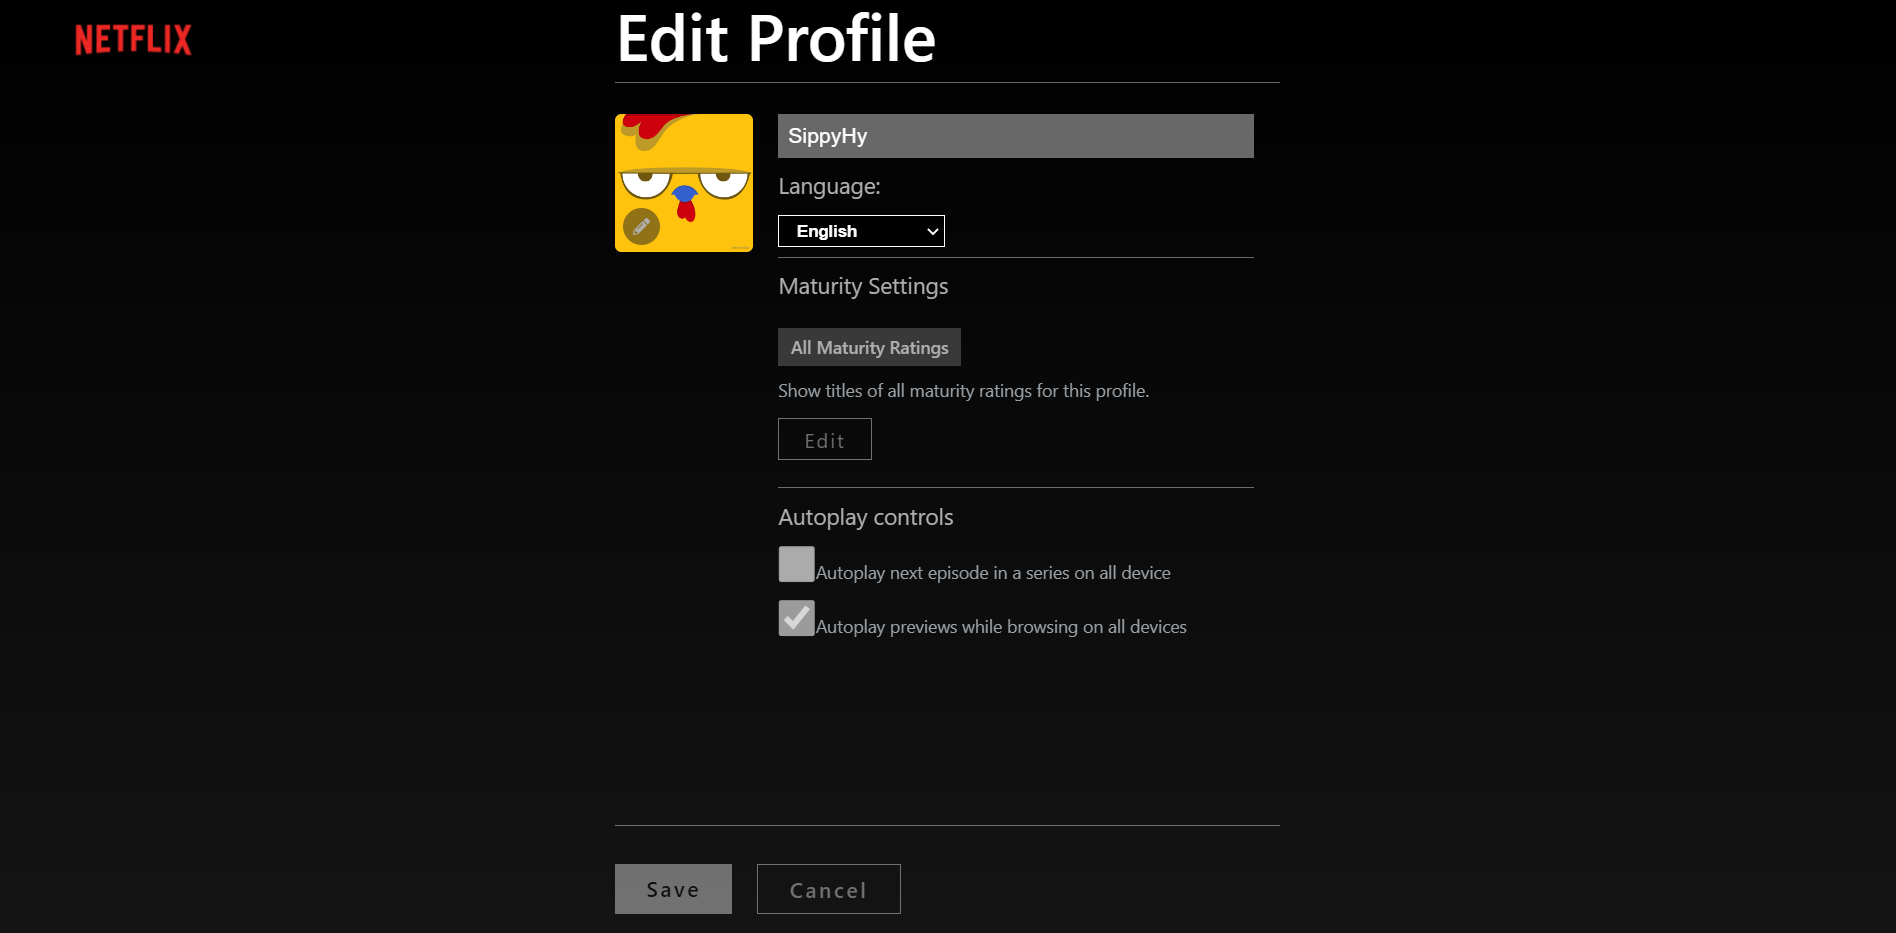 NETFLIX
Edit Profile
SippyHy
Language:
English
Maturity Settings
All Maturity Ratings
Show titles of all maturity ratings for this profile.
Edit
Autoplay controls
Autoplay next episode in a series on all device
Autoplay previews while browsing on all devices
Save
Cancel